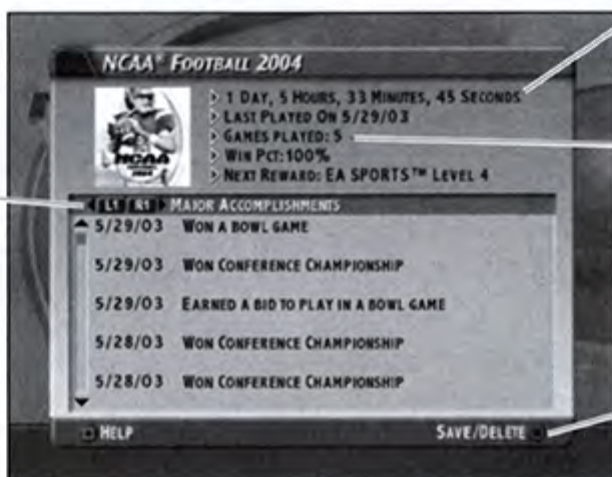 NCAA® FOOTBALL 2004
1 DAY, 5 HOURS, 33 MINUTES, 45 SECONDS
LAST PLAYED ON 5/29/03
GAMES PLAYED: 5
WIN PCT: 100%
NEXT REWARD: EA SPORTS™ LEVEL 4
NCAA
2004
L1 R1 MAJOR ACCOMPLISHMENTS
5/29/03 WON A BOWL GAME
5/29/03 WON CONFERENCE CHAMPIONSHIP
5/29/03 EARNED A BID TO PLAY IN A BOWL GAME
5/28/03 WON CONFERENCE CHAMPIONSHIP
5/28/03 WON CONFERENCE CHAMPIONSHIP
HELP SAVE/DELETE